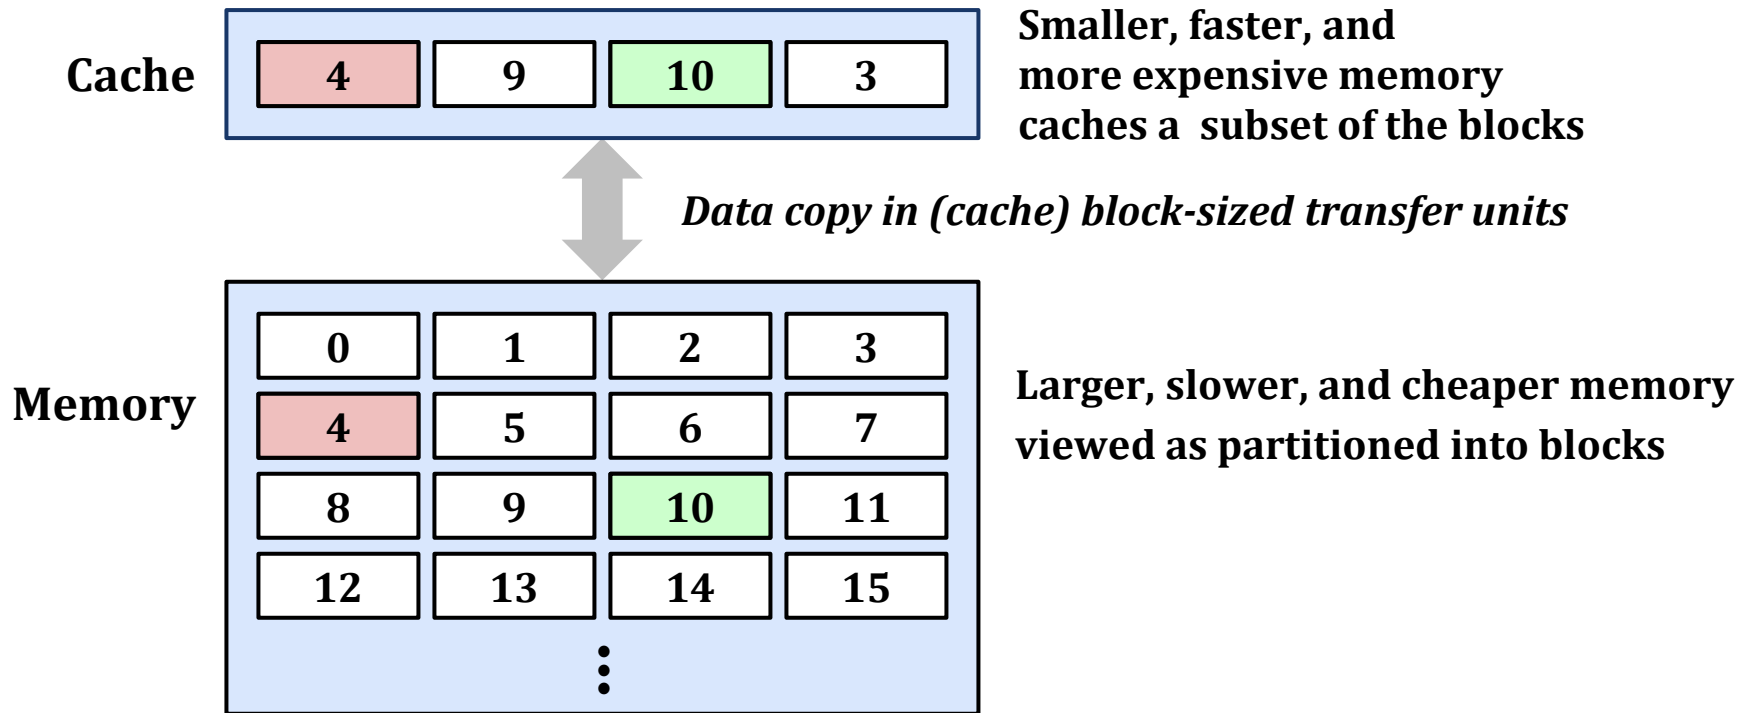 Cache
4 9 10 3
Smaller, faster, and
more expensive memory
caches a  subset of the blocks
Data copy in (cache) block-sized transfer units
Memory
0 1 2 3
4 5 6 7
8 9 10 11
12 13 14 15
Larger, slower, and cheaper memory
viewed as partitioned into blocks